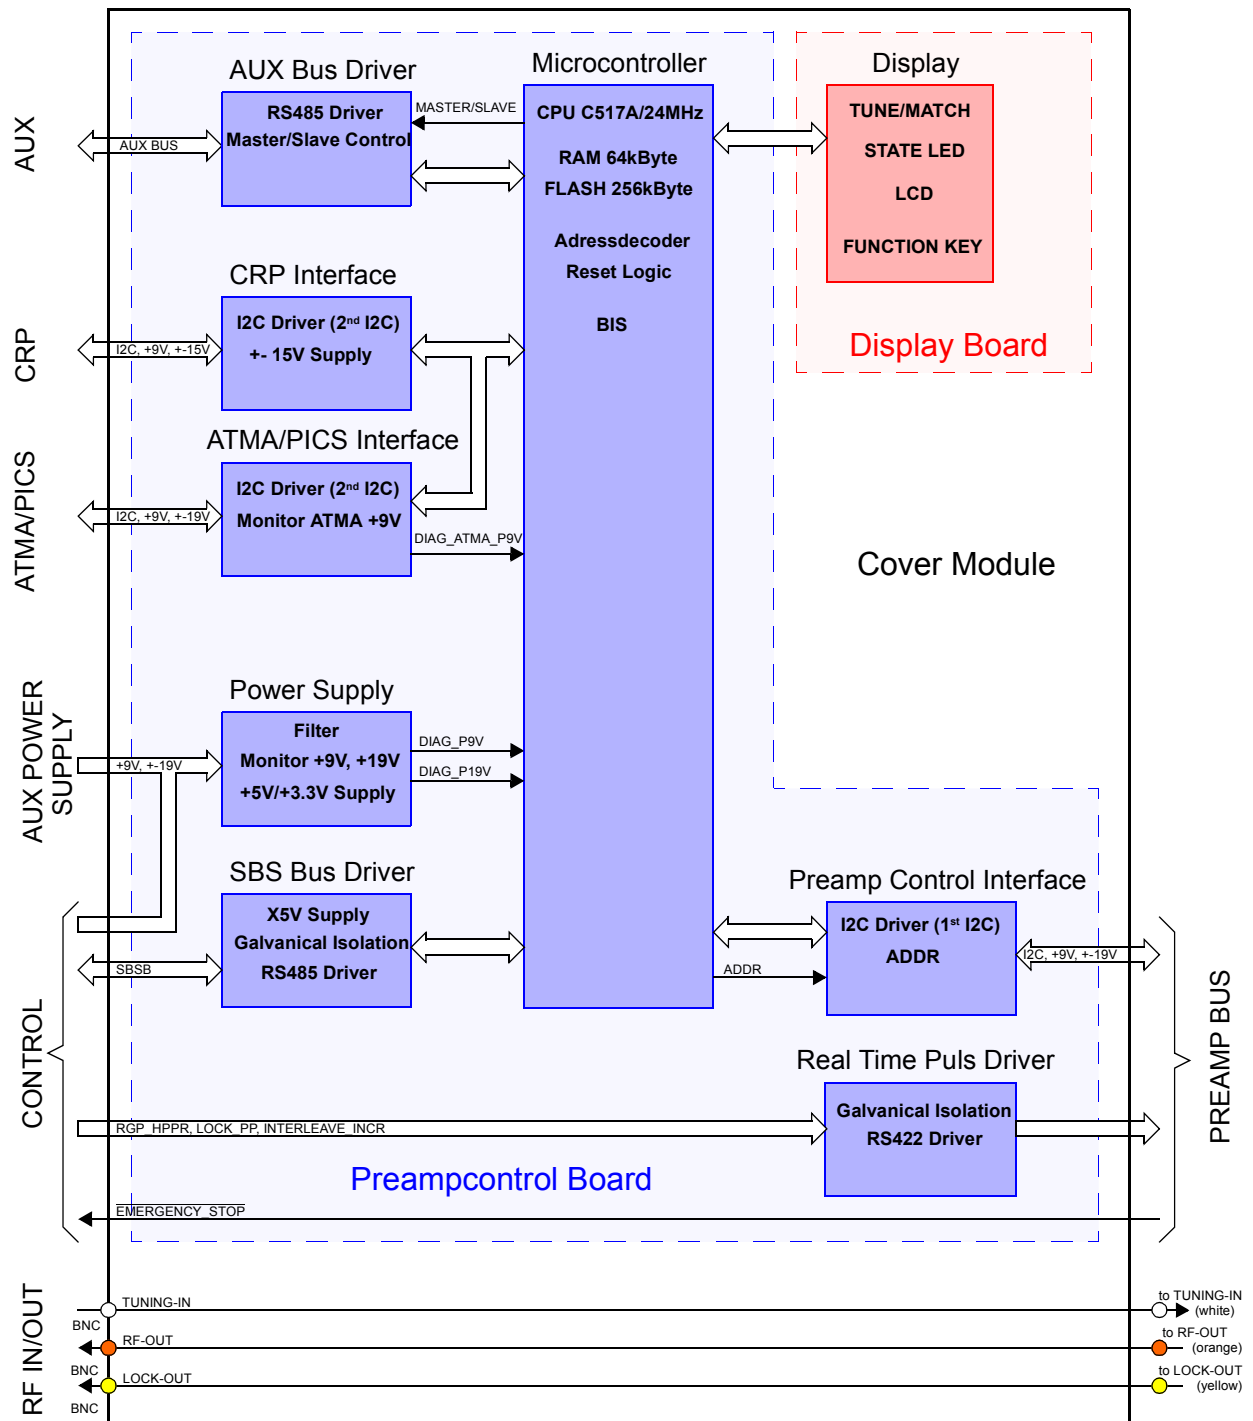 AUX Bus Driver
Microcontroller
Display
AUX
AUX BUS
RS485 Driver
Master/Slave Control
MASTER/SLAVE
CPU C517A/24MHz
RAM 64kByte
FLASH 256kByte
Adressdecoder
Reset Logic
BIS
TUNE/MATCH
STATE LED
LCD
FUNCTION KEY
Display Board
CRP Interface
CRP
I2C, +9V, +-15V
I2C Driver (2nd I2C)
+- 15V Supply
ATMA/PICS Interface
ATMA/PICS
I2C, +9V, +-19V
I2C Driver (2nd I2C)
Monitor ATMA +9V
DIAG_ATMA_P9V
Cover Module
Power Supply
AUX POWER
SUPPLY
+9V, +-19V
Filter
Monitor +9V, +19V
+5V/+3.3V Supply
DIAG_P9V
DIAG_P19V
SBS Bus Driver
X5V Supply
Galvanical Isolation
RS485 Driver
SBSB
CONTROL
Preamp Control Interface
I2C Driver (1st I2C)
ADDR
ADDR
I2C, +9V, +-19V
PREAMP BUS
Real Time Puls Driver
Galvanical Isolation
RS422 Driver
RGP_HPPR, LOCK_PP, INTERLEAVE_INCR
Preampcontrol Board
EMERGENCY_STOP
RF IN/OUT
TUNING-IN
BNC
to TUNING-IN
(white)
RF-OUT
BNC
to RF-OUT
(orange)
LOCK-OUT
BNC
to LOCK-OUT
(yellow)